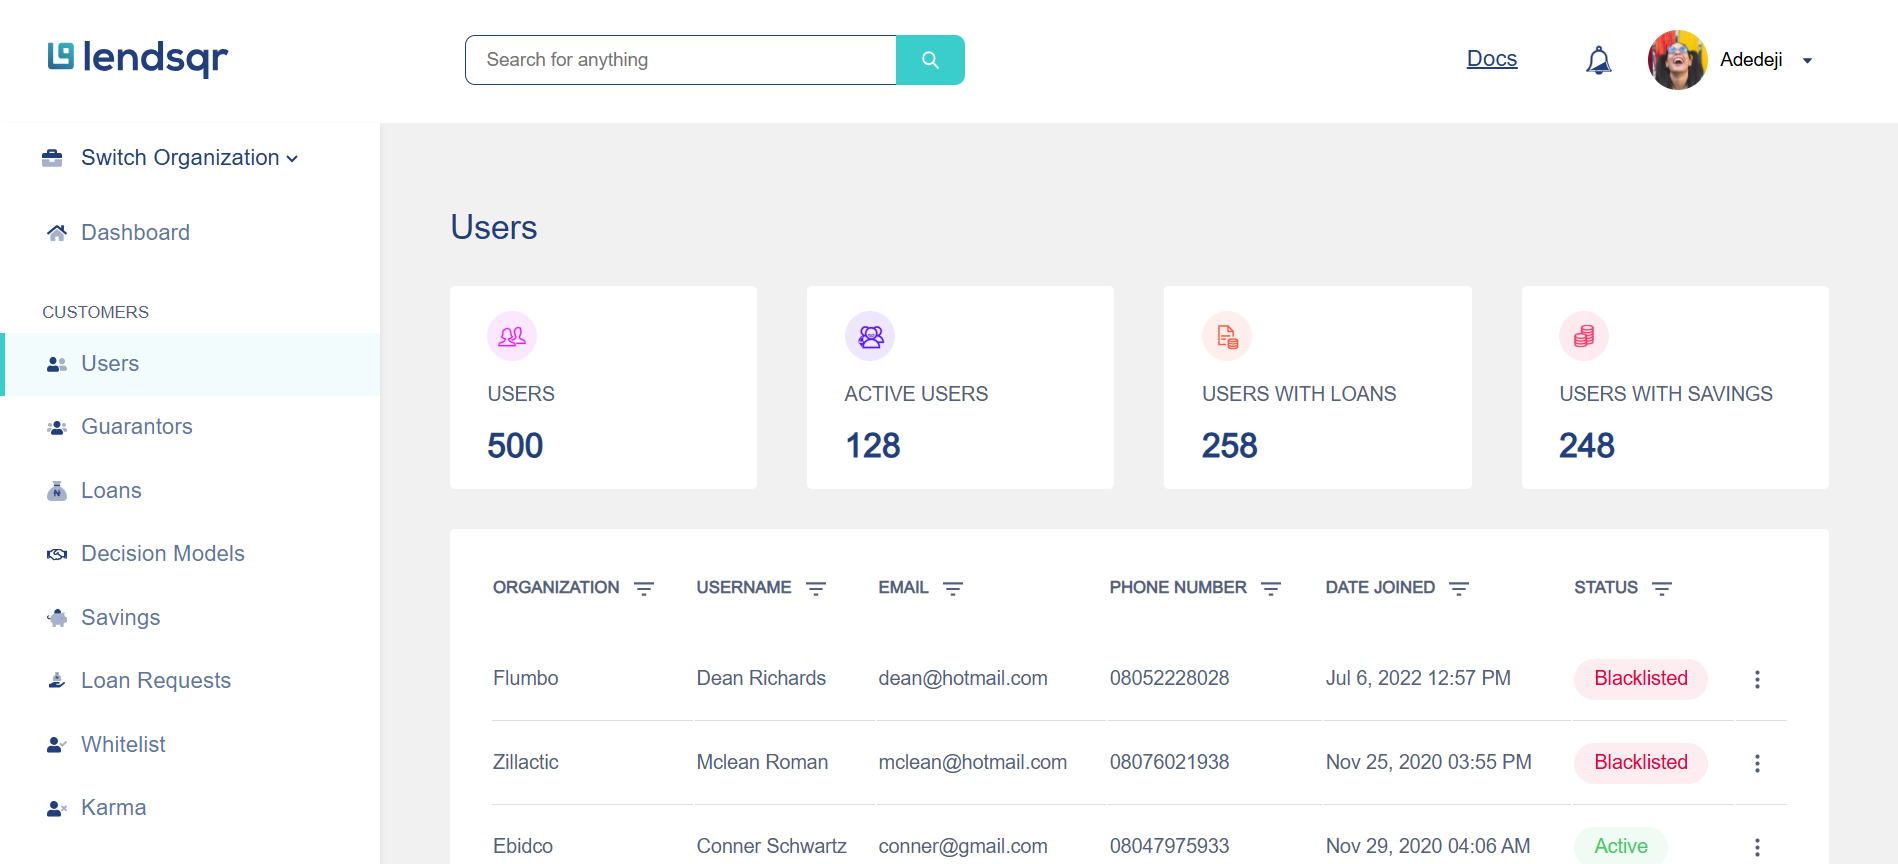 lendsqr
Search for anything
Docs
Adedeji
Switch Organization
Dashboard
CUSTOMERS
Users
Guarantors
Loans
Decision Models
Savings
Loan Requests
Whitelist
Karma
Users
USERS
500
ACTIVE USERS
128
USERS WITH LOANS
258
USERS WITH SAVINGS
248
ORGANIZATION USERNAME EMAIL PHONE NUMBER DATE JOINED STATUS
Flumbo Dean Richards dean@hotmail.com 08052228028 Jul 6, 2022 12:57 PM Blacklisted
Zillactic Mclean Roman mclean@hotmail.com 08076021938 Nov 25, 2020 03:55 PM Blacklisted
Ebidco Conner Schwartz conner@gmail.com 08047975933 Nov 29, 2020 04:06 AM Active